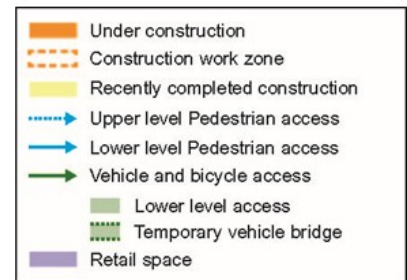 Under construction
Construction work zone
Recently completed construction
Upper level Pedestrian access
Lower level Pedestrian access
Vehicle and bicycle access
Lower level access
Temporary vehicle bridge
Retail space